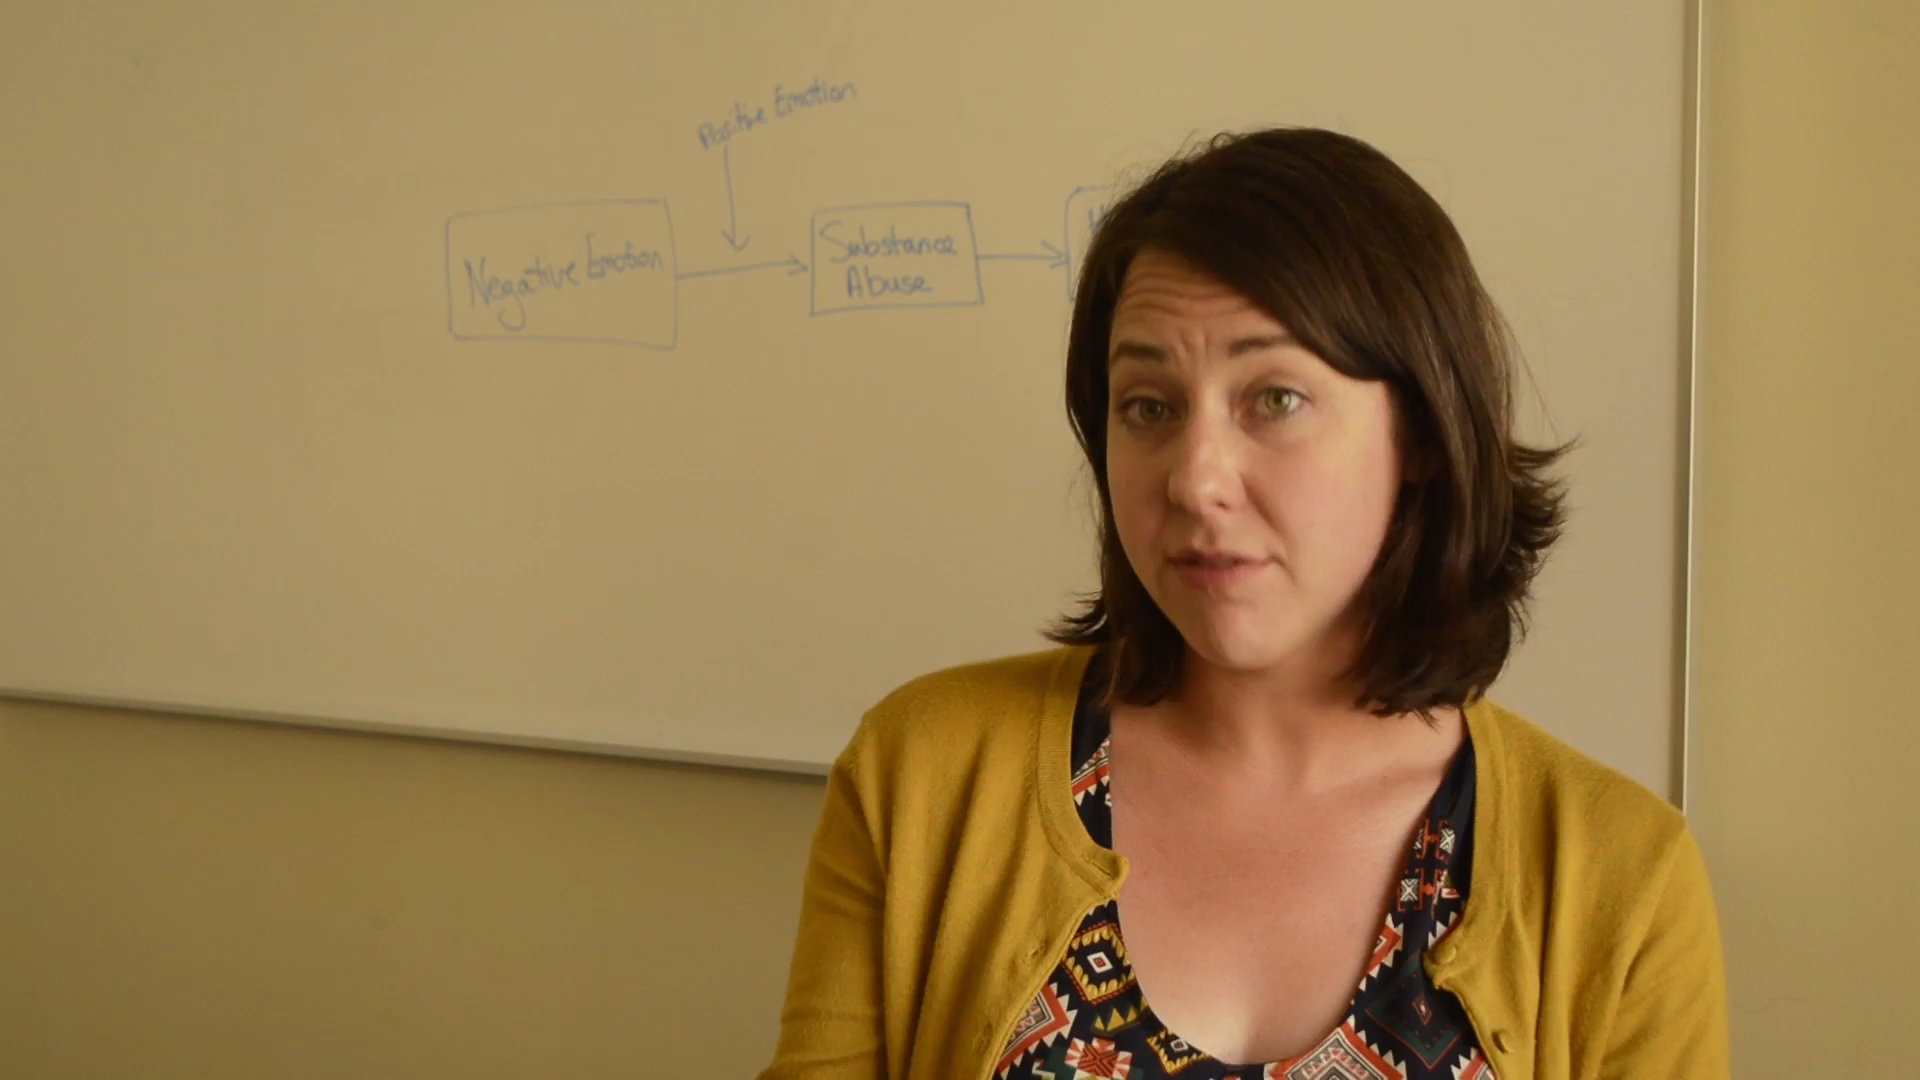 Positive Emotion
Negative Emotion
Substance
Abuse